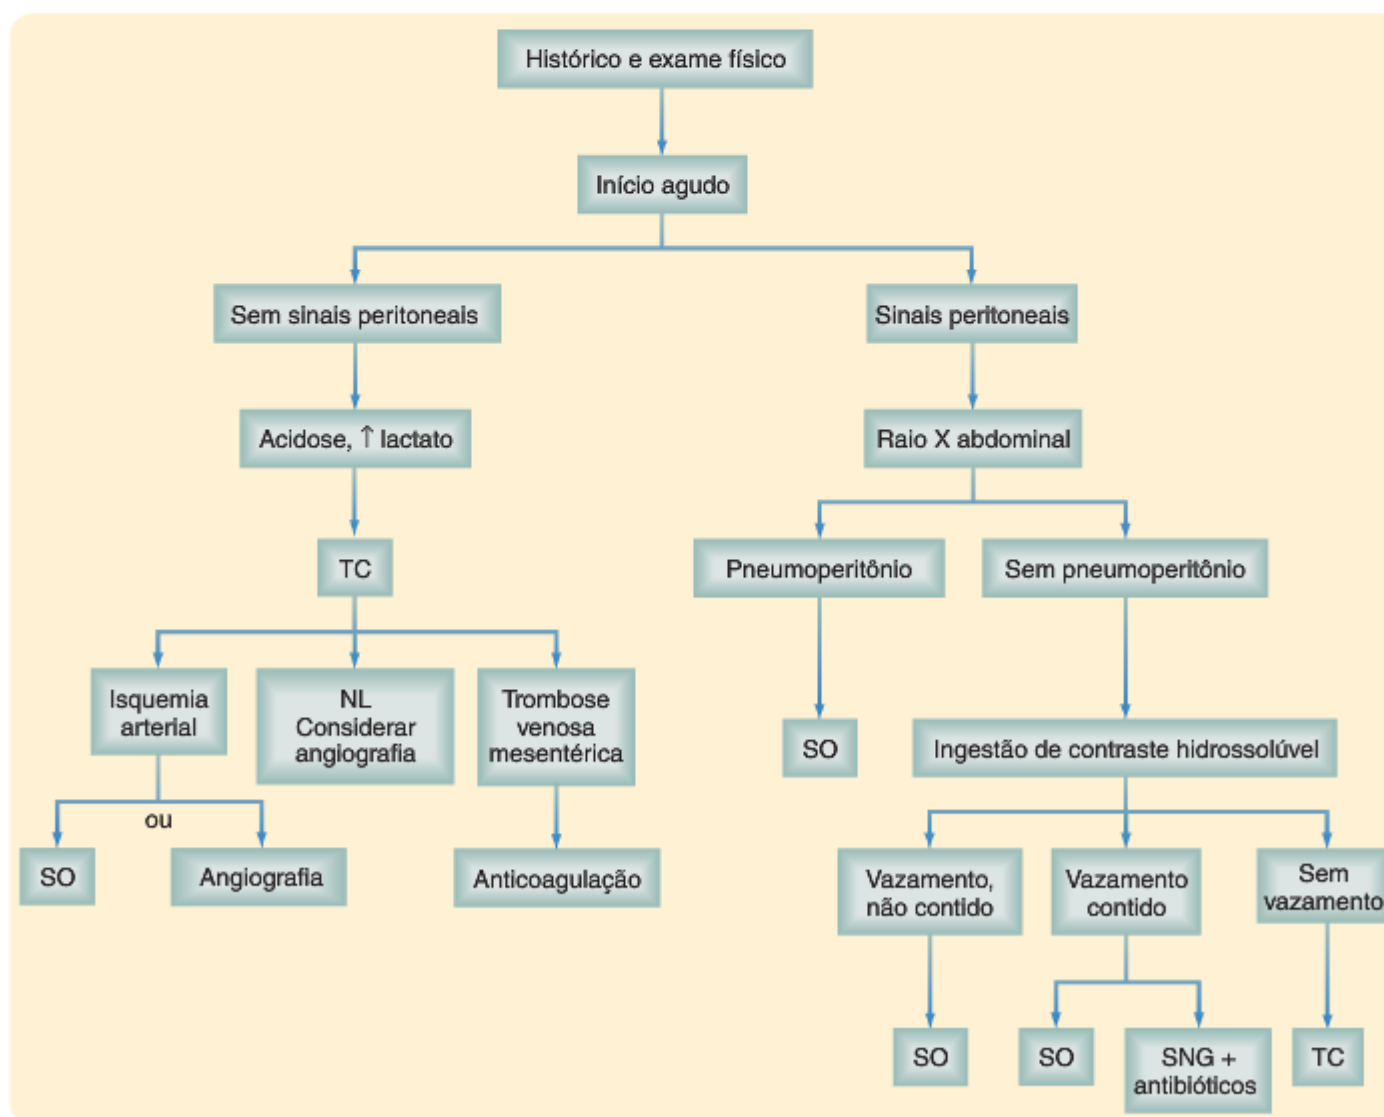 Histórico e exame físico
Início agudo
Sem sinais peritoneais
Sinais peritoneais
Acidose, ↑ lactato
Raio X abdominal
TC
Pneumoperitônio
Sem pneumoperitônio
Isquemia
arterial
NL
Considerar
angiografia
Trombose
venosa
mesentérica
SO
Ingestão de contraste hidrossolúvel
ou
SO
Angiografia
Anticoagulação
Vazamento,
não contido
Vazamento
contido
Sem
vazamento
SO
SO
SNG +
antibióticos
TC